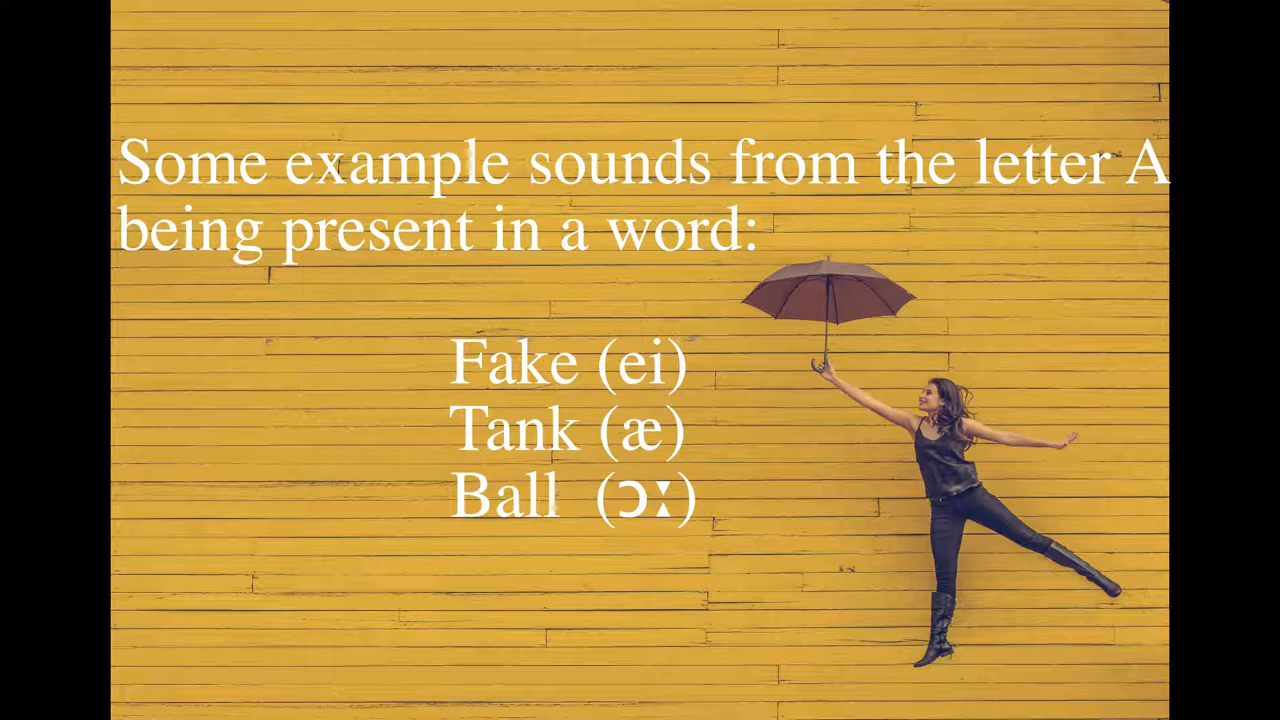 Some example sounds from the letter A
being present in a word:
Fake (ei)
Tank (æ)
Ball (ɔː)